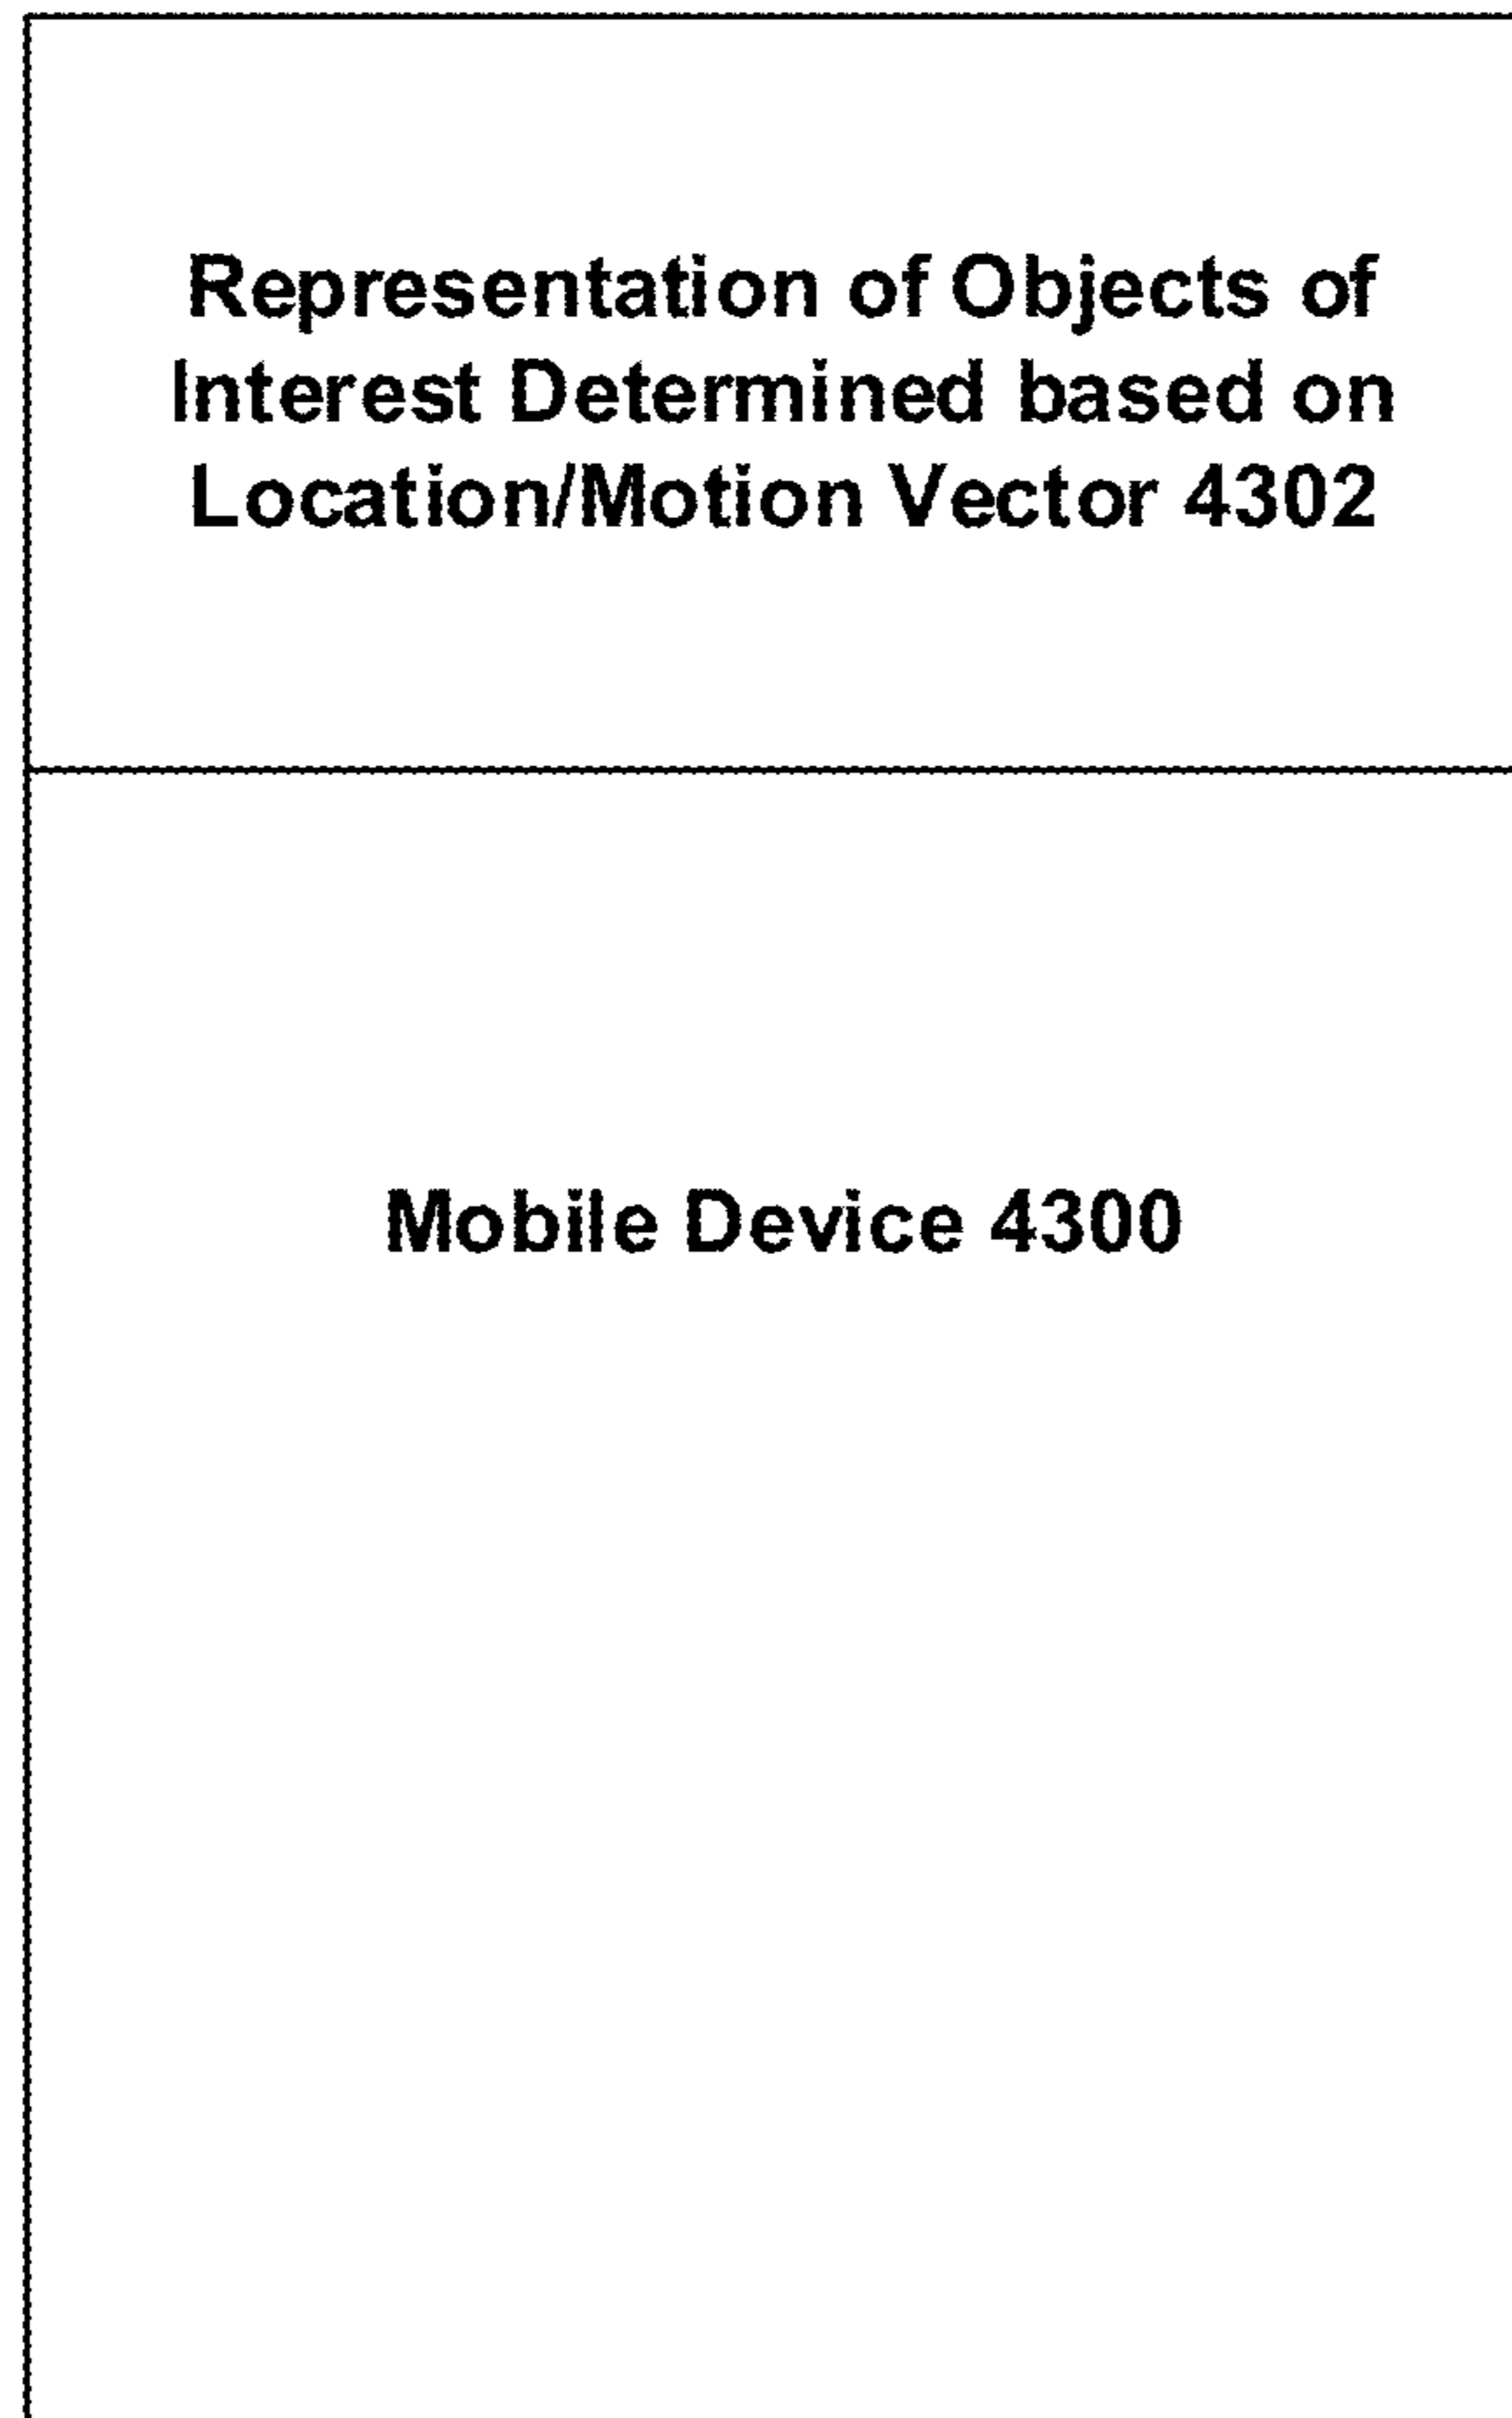 Representation of Objects of
Interest Determined based on
Location/Motion Vector 4302
Mobile Device 4300